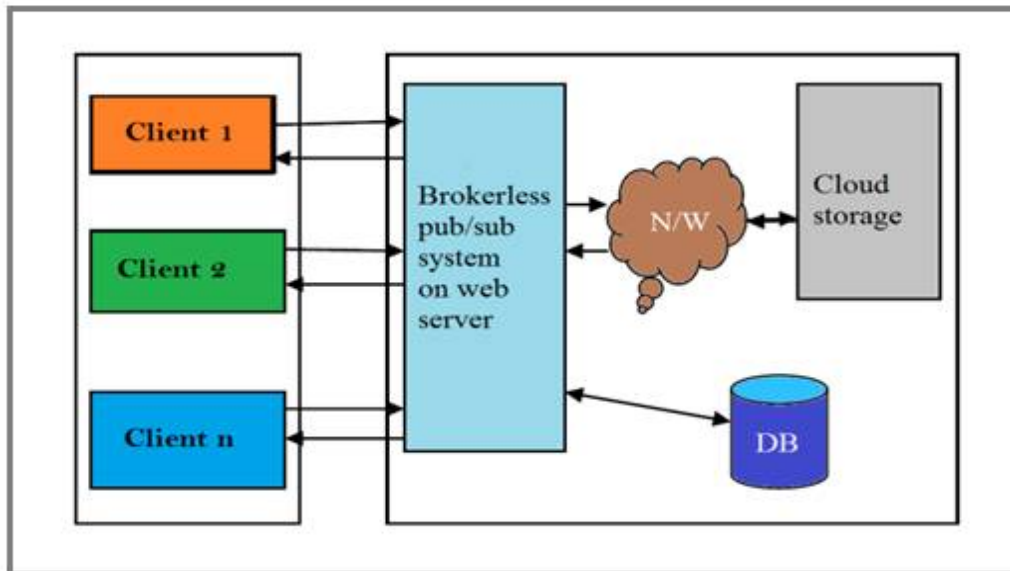 Client 1
Client 2
Client n
Brokerless
pub/sub
system
on web
server
N/W
Cloud
storage
DB